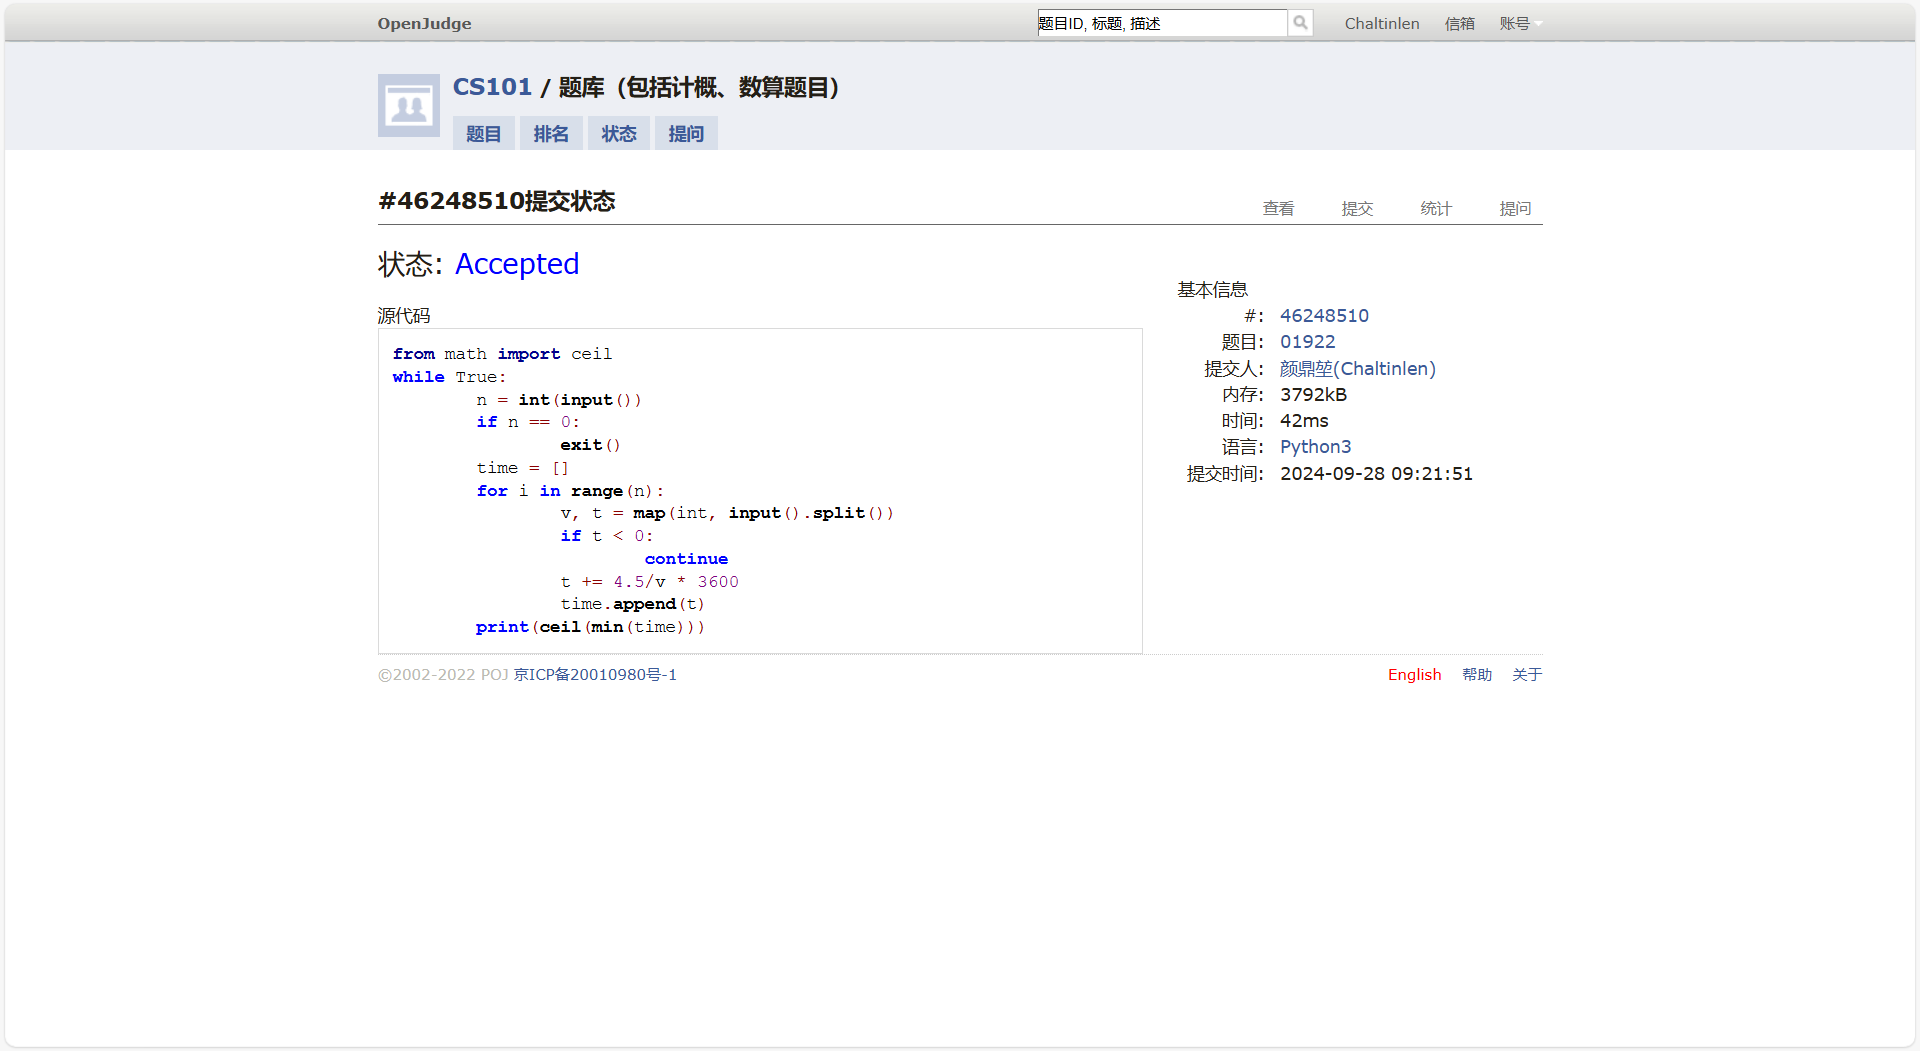 OpenJudge
题目ID, 标题, 描述
Chaltinlen 信箱 账号
CS101 / 题库（包括计概、数算题目）
题目 排名 状态 提问
#46248510提交状态
查看 提交 统计 提问
状态: Accepted
源代码
from math import ceil
while True:
        n = int(input())
        if n == 0:
                exit()
        time = []
        for i in range(n):
                v, t = map(int, input().split())
                if t < 0:
                        continue
                t += 4.5/v * 3600
                time.append(t)
        print(ceil(min(time)))
基本信息
#: 46248510
题目: 01922
提交人: 颜鼎堃(Chaltinlen)
内存: 3792kB
时间: 42ms
语言: Python3
提交时间: 2024-09-28 09:21:51
©2002-2022 POJ 京ICP备20010980号-1
English 帮助 关于